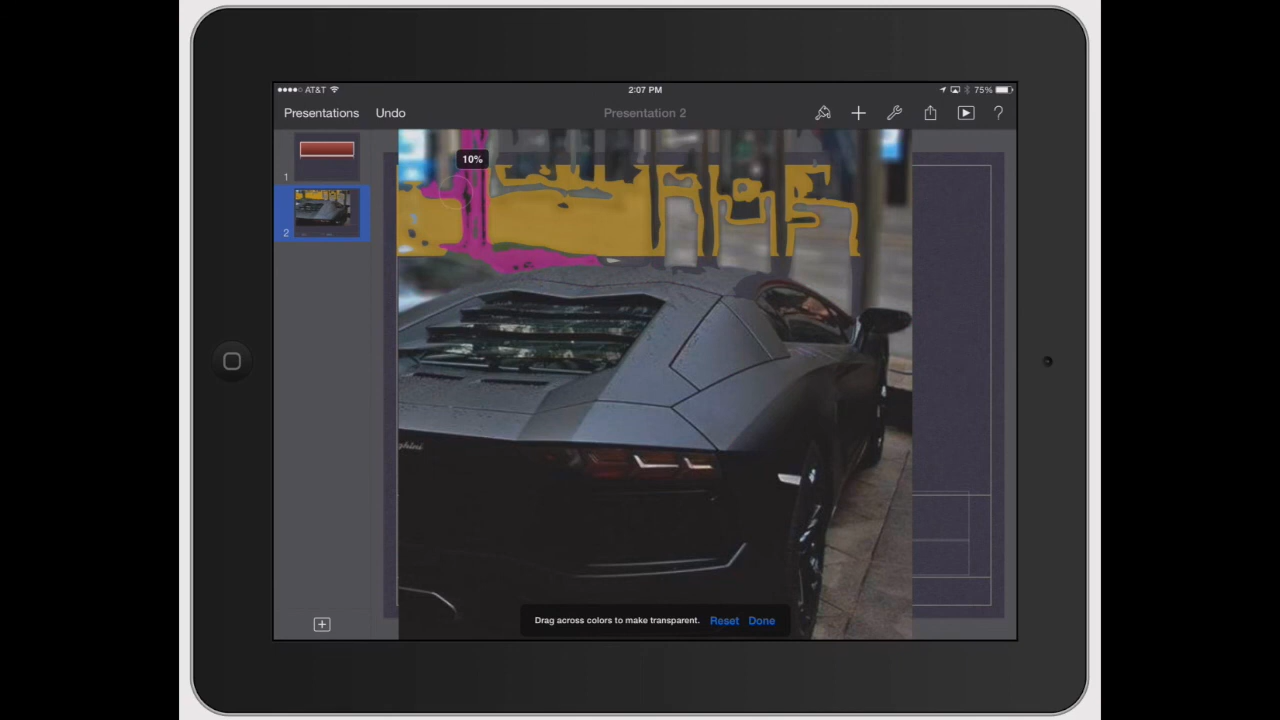 AT&T
2:07 PM
75%
Presentations
Undo
Presentation 2
?
1
10%
2
ghini
Drag across colors to make transparent.
Reset
Done